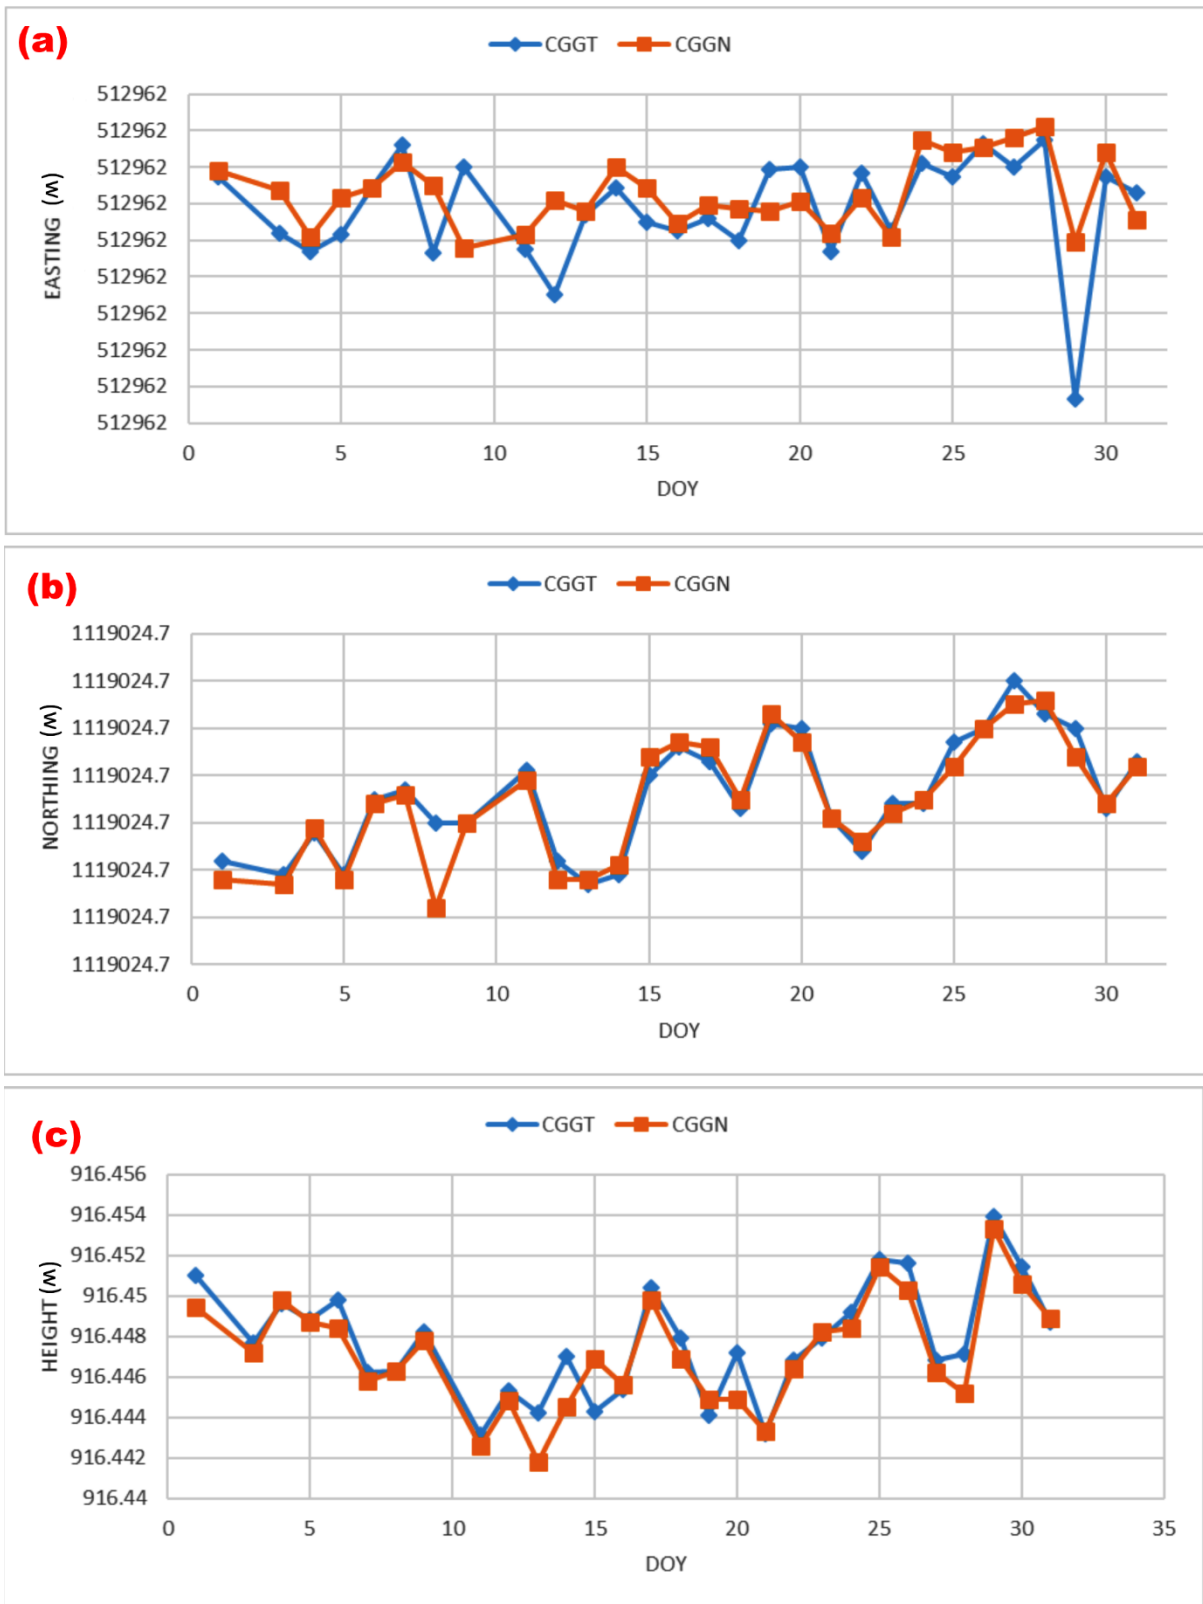 (a)
CGGT CGGN
512962
512962
512962
512962
512962
512962
512962
512962
512962
512962
EASTING (w)
0 5 10 15 20 25 30
DOY
(b)
CGGT CGGN
1119024.7
1119024.7
1119024.7
1119024.7
1119024.7
1119024.7
1119024.7
1119024.7
NORTHING (w)
0 5 10 15 20 25 30
DOY
(c)
CGGT CGGN
916.456
916.454
916.452
916.45
916.448
916.446
916.444
916.442
916.44
HEIGHT (w)
0 5 10 15 20 25 30 35
DOY